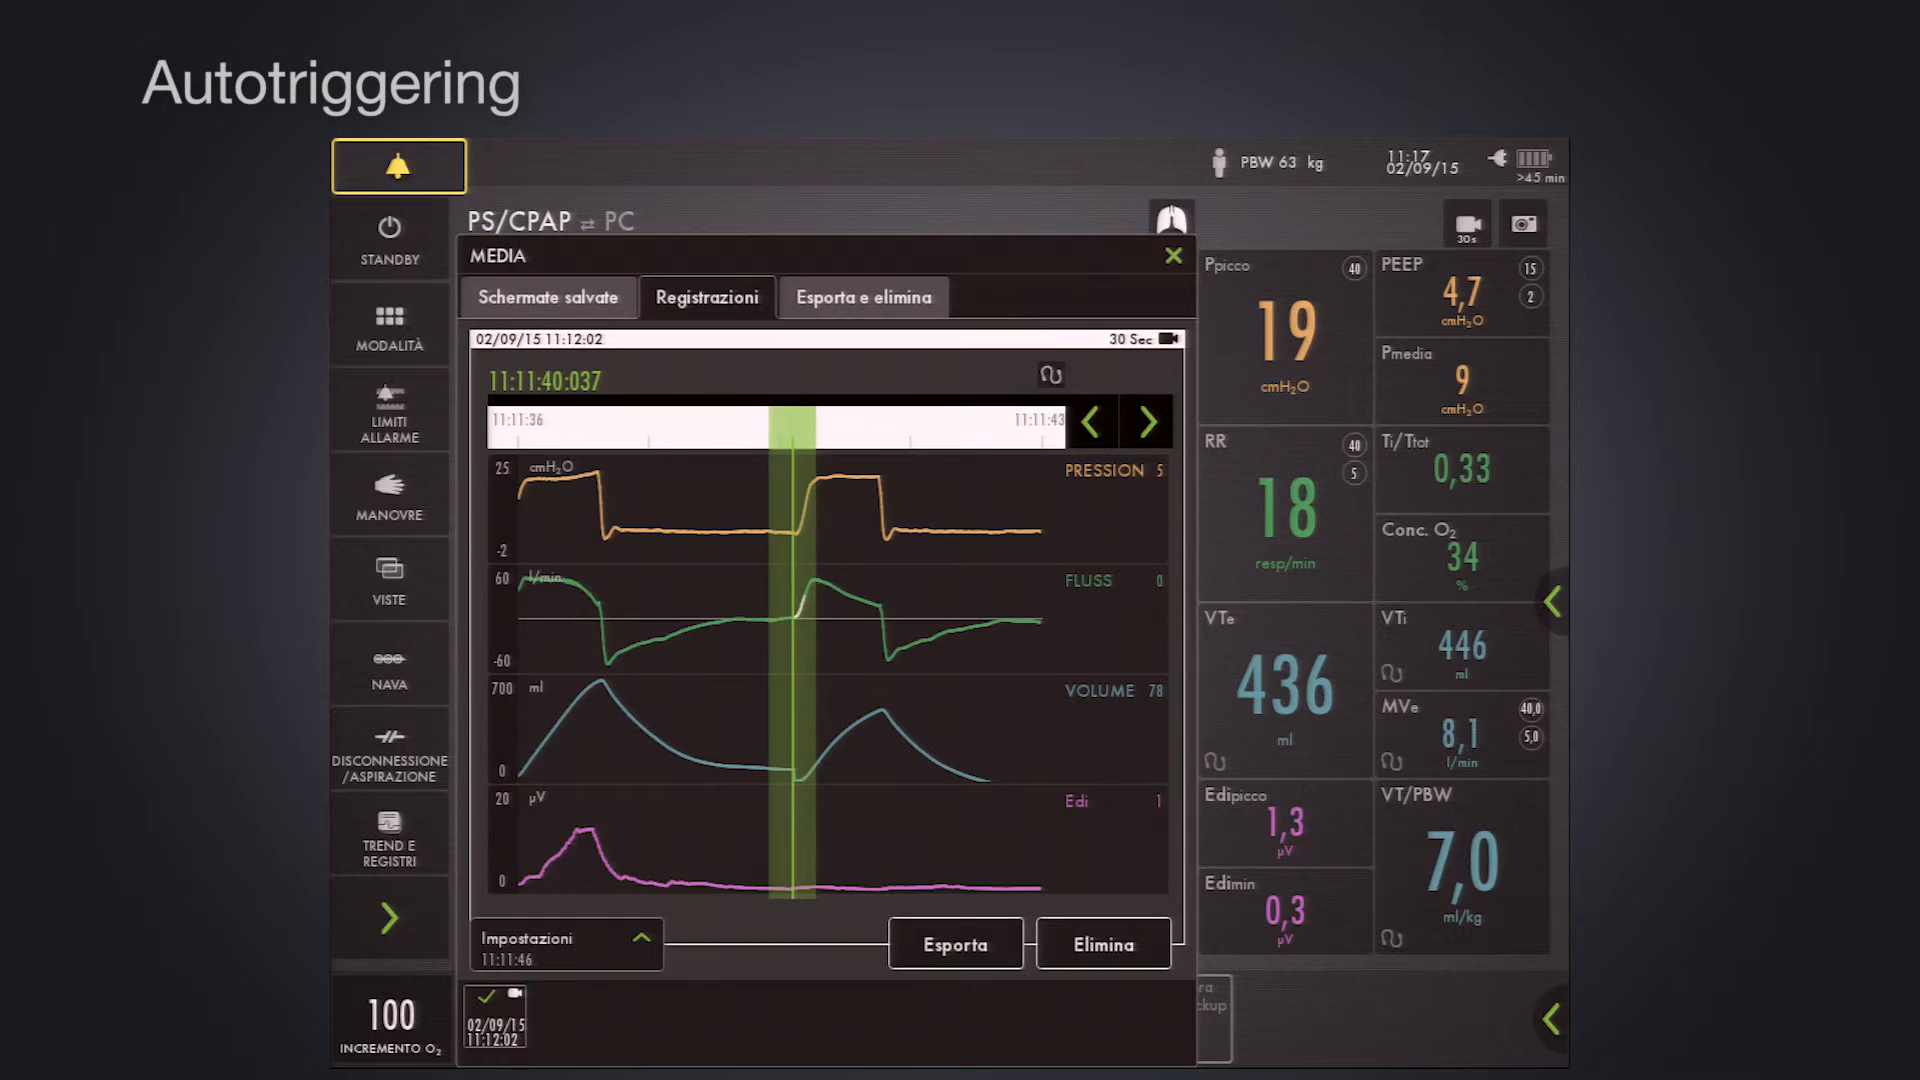 Autotriggering
PBW 63 kg
11:17
02/09/15
>45 min
STANDBY
MODALITÀ
LIMITI
ALLARME
MANOVRE
VISTE
NAVA
DISCONNESSIONE
/ASPIRAZIONE
TREND E
REGISTRI
100
INCREMENTO O2
PS/CPAP ⇄ PC
30s
MEDIA
Schermate salvate
Registrazioni
Esporta e elimina
02/09/15 11:12:02
30 Sec
11:11:40:037
11:11:36
11:11:43
25 cmH2O
PRESSION 5
-2
60 l/min
FLUSS 0
-60
700 ml
VOLUME 78
0
20 µV
Edi 1
0
Impostazioni
11:11:46
Esporta
Elimina
02/09/15
11:12:02
Ppicco 40
19
cmH2O
PEEP 15
4,7 2
cmH2O
Pmedia
9
cmH2O
RR 40
5
18
resp/min
Ti/Ttot
0,33
Conc. O2
34
%
VTe
436
ml
VTi
446
ml
MVe 40,0
8,1 5,0
l/min
Edipicco
1,3
µV
VT/PBW
7,0
ml/kg
Edimin
0,3
µV
ra
ckup